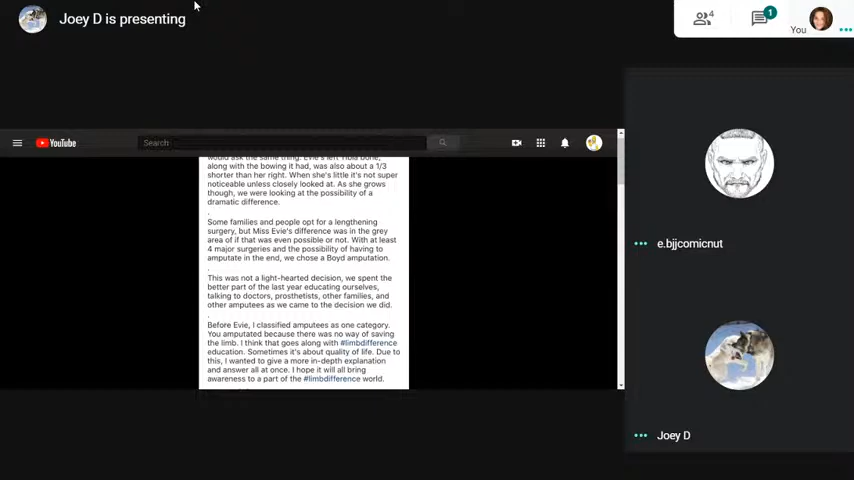 Joey D is presenting
4
1
You
YouTube
Search
would ask the same thing. Evie's left tibia bone,
along with the bowing it had, was also about a 1/3
shorter than her right. When she's little it's not super
noticeable unless closely looked at. As she grows
though, we were looking at the possibility of a
dramatic difference.
.
Some families and people opt for a lengthening
surgery, but Miss Evie's difference was in the grey
area of if that was even possible or not. With at least
4 major surgeries and the possibility of having to
amputate in the end, we chose a Boyd amputation.
.
This was not a light-hearted decision, we spent the
better part of the last year educating ourselves,
talking to doctors, prosthetists, other families, and
other amputees as we came to the decision we did.
.
Before Evie, I classified amputees as one category.
You amputated because there was no way of saving
the limb. I think that goes along with #limbdifference
education. Sometimes it's about quality of life. Due to
this, I wanted to give a more in-depth explanation
and answer all at once. I hope it will all bring
awareness to a part of the #limbdifference world.
e.bjjcomicnut
Joey D